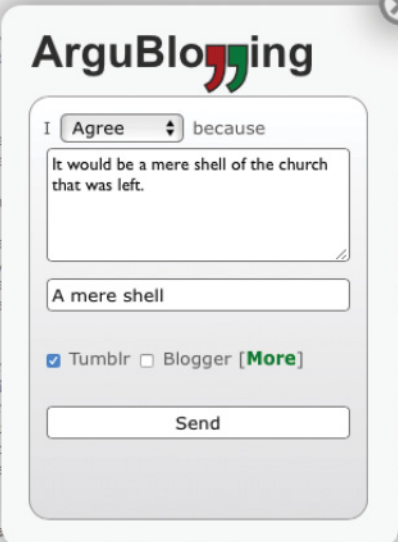 ArguBlogging
I Agree because
It would be a mere shell of the church
that was left.
A mere shell
Tumblr Blogger [More]
Send